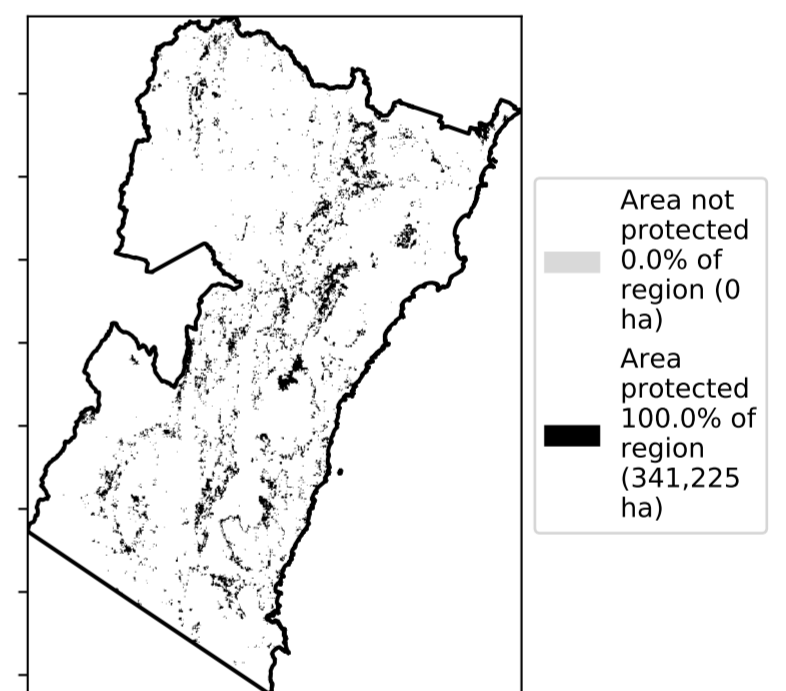 Area not
protected
0.0% of
region (0
ha)
Area
protected
100.0% of
region
(341,225
ha)